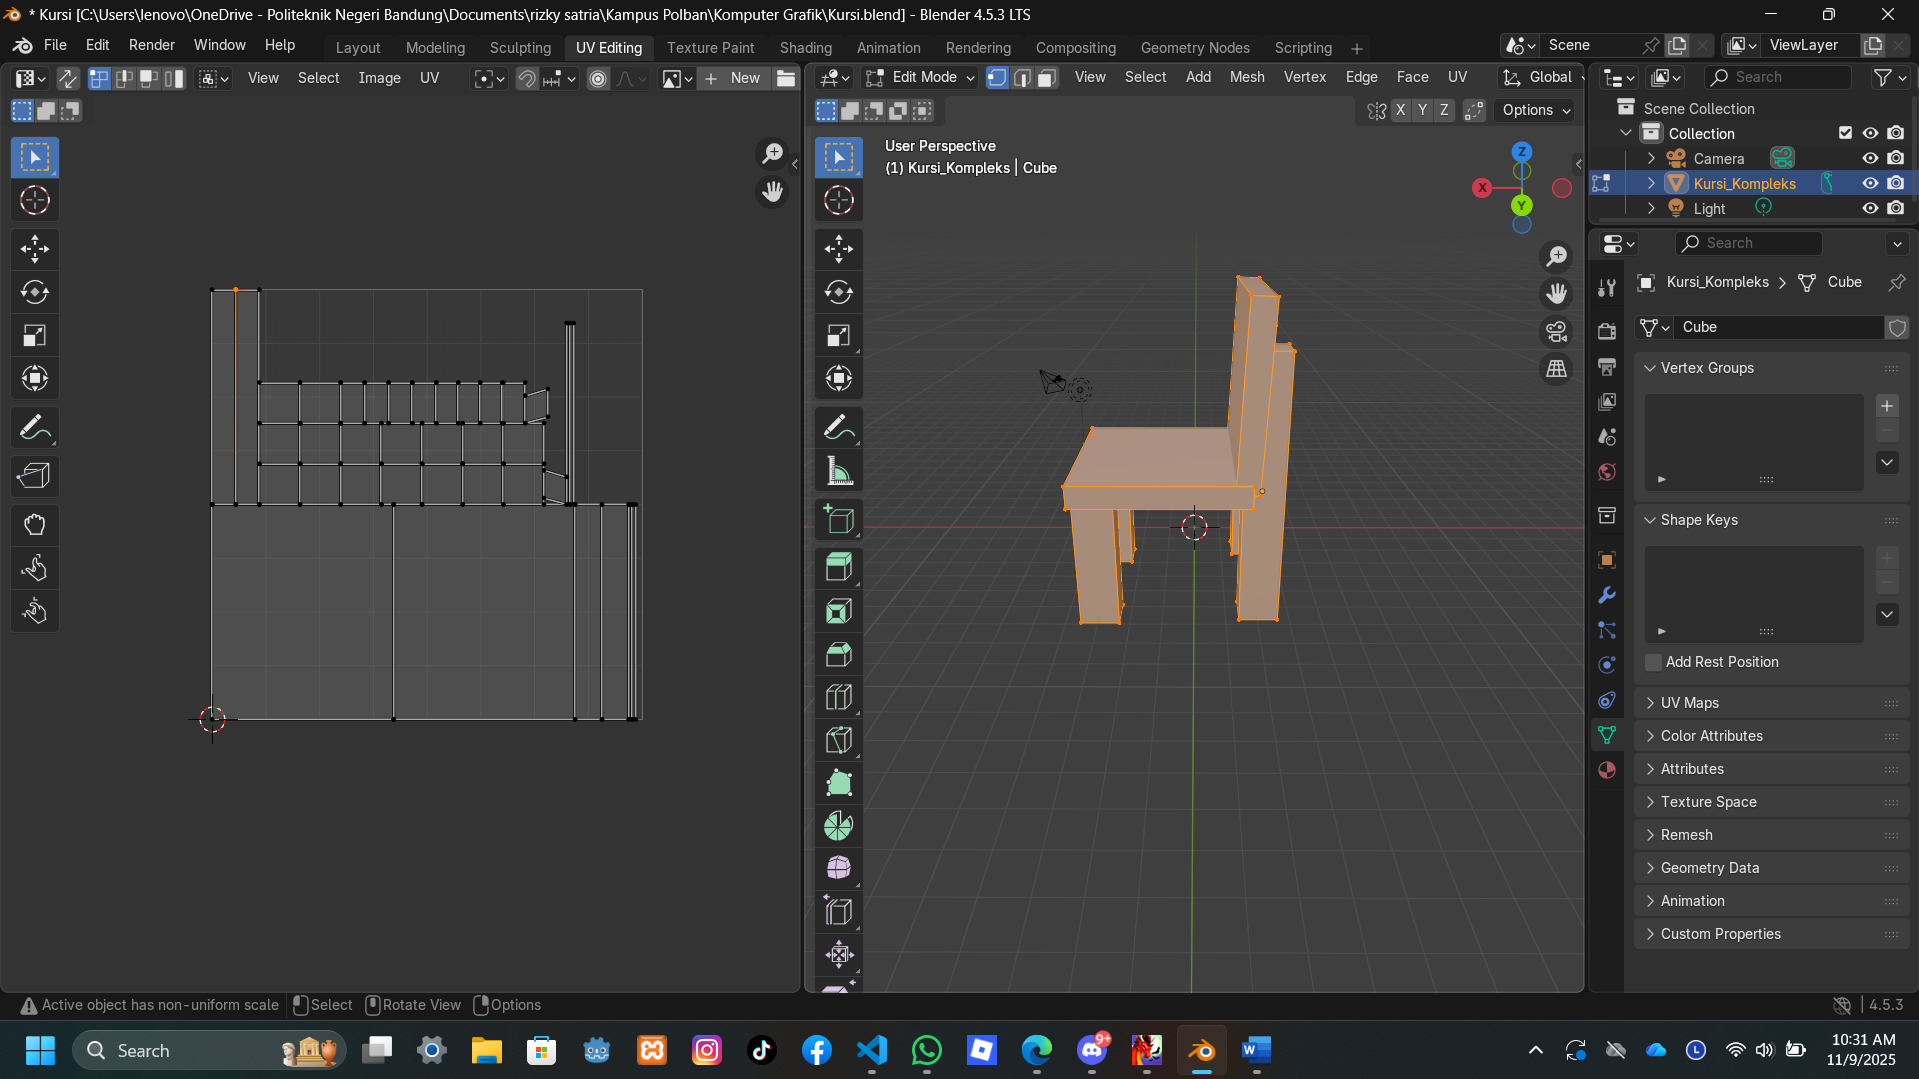 * Kursi [C:\Users\lenovo\OneDrive - Politeknik Negeri Bandung\Documents\rizky satria\Kampus Polban\Komputer Grafik\Kursi.blend] - Blender 4.5.3 LTS
File Edit Render Window Help Layout Modeling Sculpting UV Editing Texture Paint Shading Animation Rendering Compositing Geometry Nodes Scripting + Scene ViewLayer
View Select Image UV New Edit Mode View Select Add Mesh Vertex Edge Face UV Global Search
X Y Z Options
Scene Collection
Collection
Camera
Kursi_Kompleks
Light
User Perspective
(1) Kursi_Kompleks | Cube
Z
X
Y
Search
Kursi_Kompleks > Cube
Cube
Vertex Groups
Shape Keys
Add Rest Position
UV Maps
Color Attributes
Attributes
Texture Space
Remesh
Geometry Data
Animation
Custom Properties
Active object has non-uniform scale Select Rotate View Options 4.5.3
Search 9+ L 10:31 AM
11/9/2025